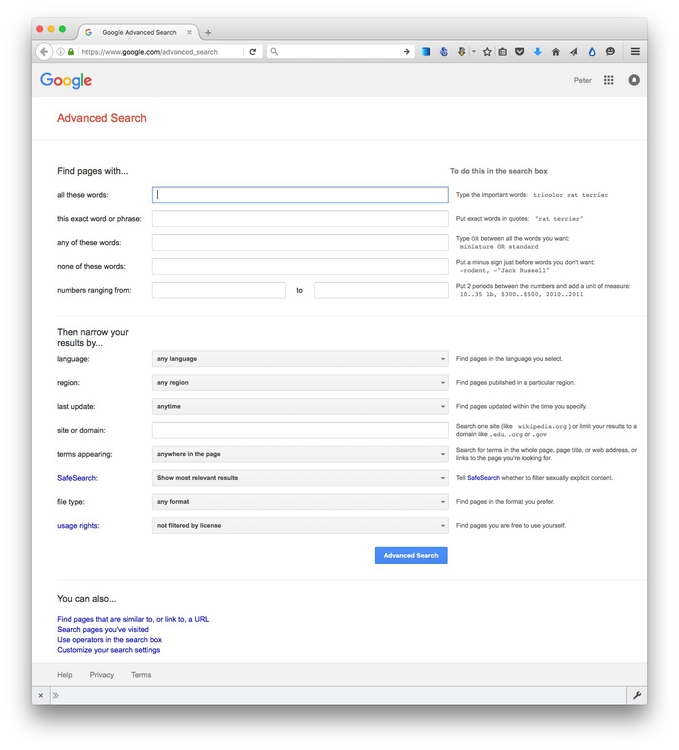 Google Advanced Search
https://www.google.com/advanced_search
Google
Peter
Advanced Search
Find pages with...
To do this in the search box
all these words:
Type the important words: tricolor rat terrier
this exact word or phrase:
Put exact words in quotes: "rat terrier"
any of these words:
Type OR between all the words you want:
miniature OR standard
none of these words:
Put a minus sign just before words you don't want:
-rodent, -"Jack Russell"
numbers ranging from:
to
Put 2 periods between the numbers and add a unit of measure:
10..35 lb, $300..$500, 2010..2011
Then narrow your
results by...
language:
any language
Find pages in the language you select.
region:
any region
Find pages published in a particular region.
last update:
anytime
Find pages updated within the time you specify.
site or domain:
Search one site (like wikipedia.org ) or limit your results to a
domain like .edu, .org or .gov
terms appearing:
anywhere in the page
Search for terms in the whole page, page title, or web address, or
links to the page you're looking for.
SafeSearch:
Show most relevant results
Tell SafeSearch whether to filter sexually explicit content.
file type:
any format
Find pages in the format you prefer.
usage rights:
not filtered by license
Find pages you are free to use yourself.
Advanced Search
You can also...
Find pages that are similar to, or link to, a URL
Search pages you've visited
Use operators in the search box
Customize your search settings
Help Privacy Terms